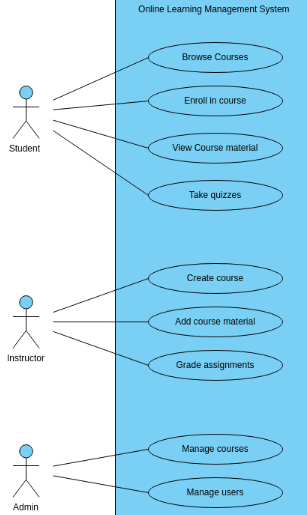 Online Learning Management System
Browse Courses
Enroll in course
Student
View Course material
Take quizzes
Create course
Add course material
Instructor
Grade assignments
Manage courses
Manage users
Admin